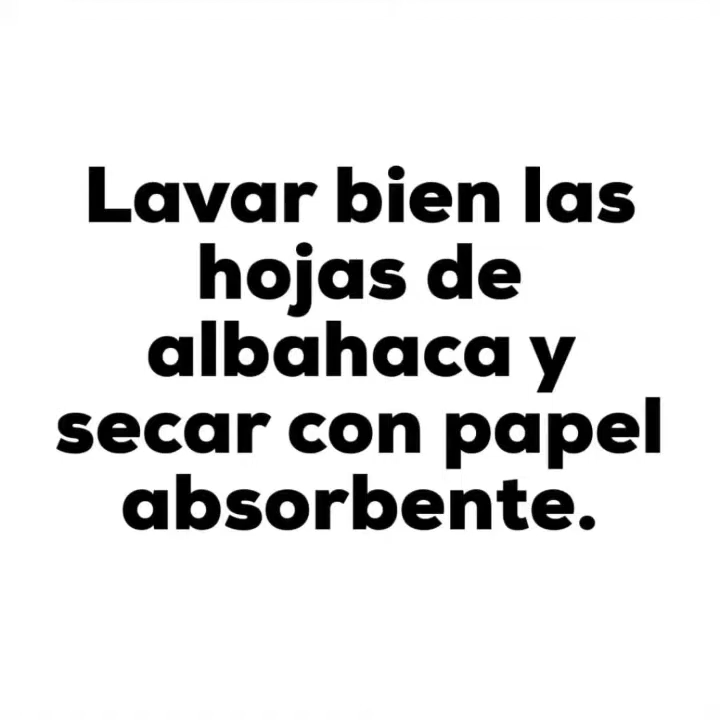 Lavar bien las
hojas de
albahaca y
secar con papel
absorbente.